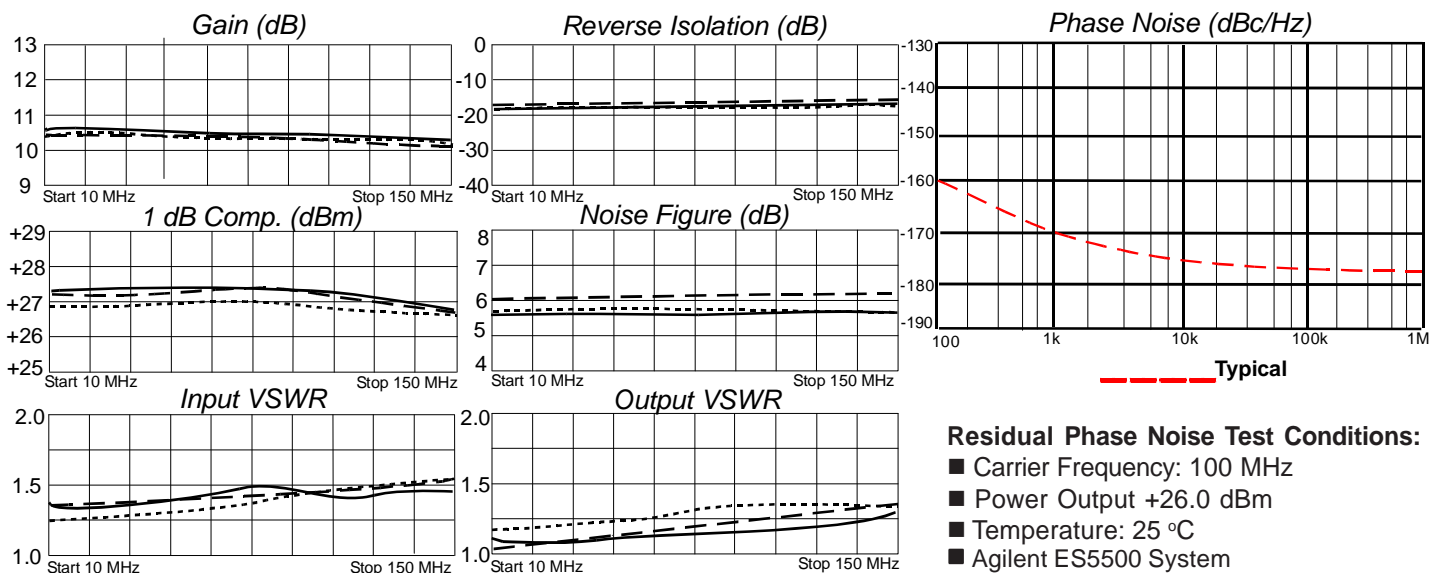 Gain (dB)
13
12
11
10
9
Start 10 MHz
Stop 150 MHz
Reverse Isolation (dB)
0
-10
-20
-30
-40
Start 10 MHz
Stop 150 MHz
Phase Noise (dBc/Hz)
-130
-140
-150
-160
-170
-180
-190
100
1k
10k
100k
1M
Typical
1 dB Comp. (dBm)
+29
+28
+27
+26
+25
Start 10 MHz
Stop 150 MHz
Noise Figure (dB)
8
7
6
5
4
Start 10 MHz
Stop 150 MHz
Input VSWR
2.0
1.5
1.0
Start 10 MHz
Stop 150 MHz
Output VSWR
2.0
1.5
1.0
Start 10 MHz
Stop 150 MHz
Residual Phase Noise Test Conditions:
■ Carrier Frequency: 100 MHz
■ Power Output +26.0 dBm
■ Temperature: 25 °C
■ Agilent ES5500 System